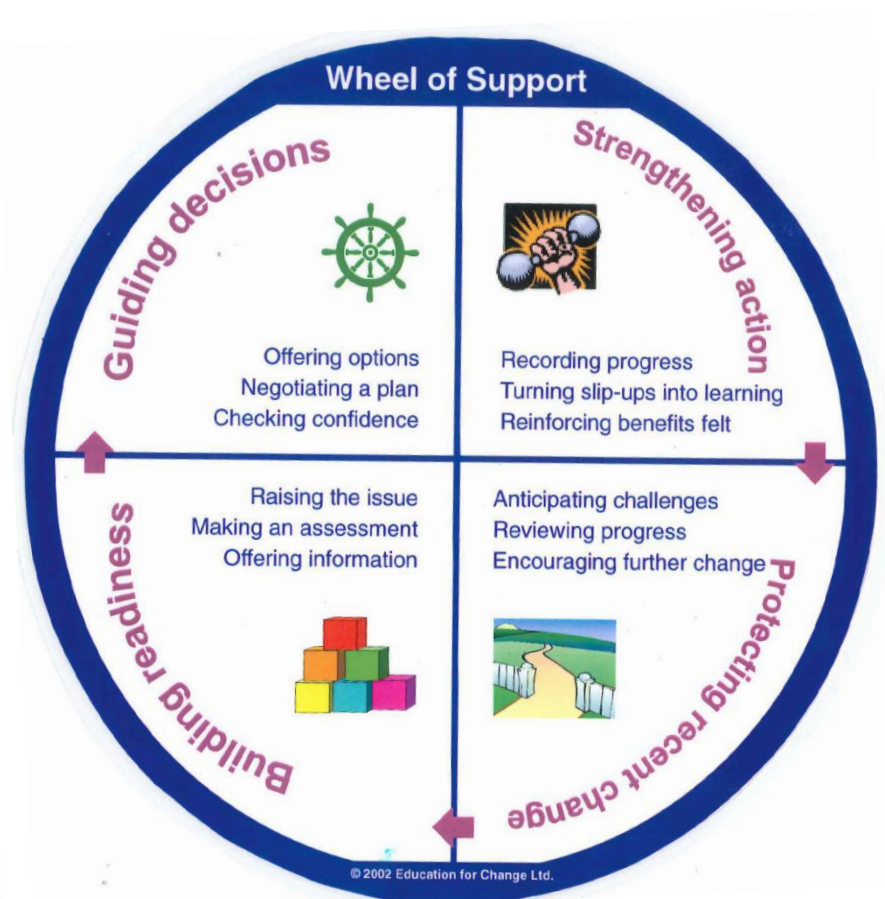 Wheel of Support
Guiding decisions
Offering options
Negotiating a plan
Checking confidence
Strengthening action
Recording progress
Turning slip-ups into learning
Reinforcing benefits felt
Building readiness
Raising the issue
Making an assessment
Offering information
Protecting recent change
Anticipating challenges
Reviewing progress
Encouraging further change
© 2002 Education for Change Ltd.